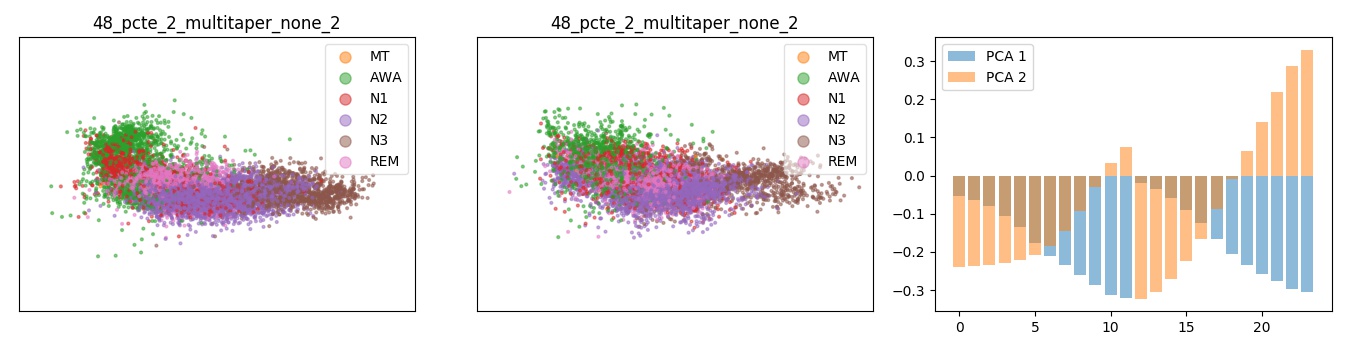 48_pcte_2_multitaper_none_2
MT
AWA
N1
N2
N3
REM
48_pcte_2_multitaper_none_2
MT
AWA
N1
N2
N3
REM
PCA 1
PCA 2
0.3
0.2
0.1
0.0
−0.1
−0.2
−0.3
0 5 10 15 20